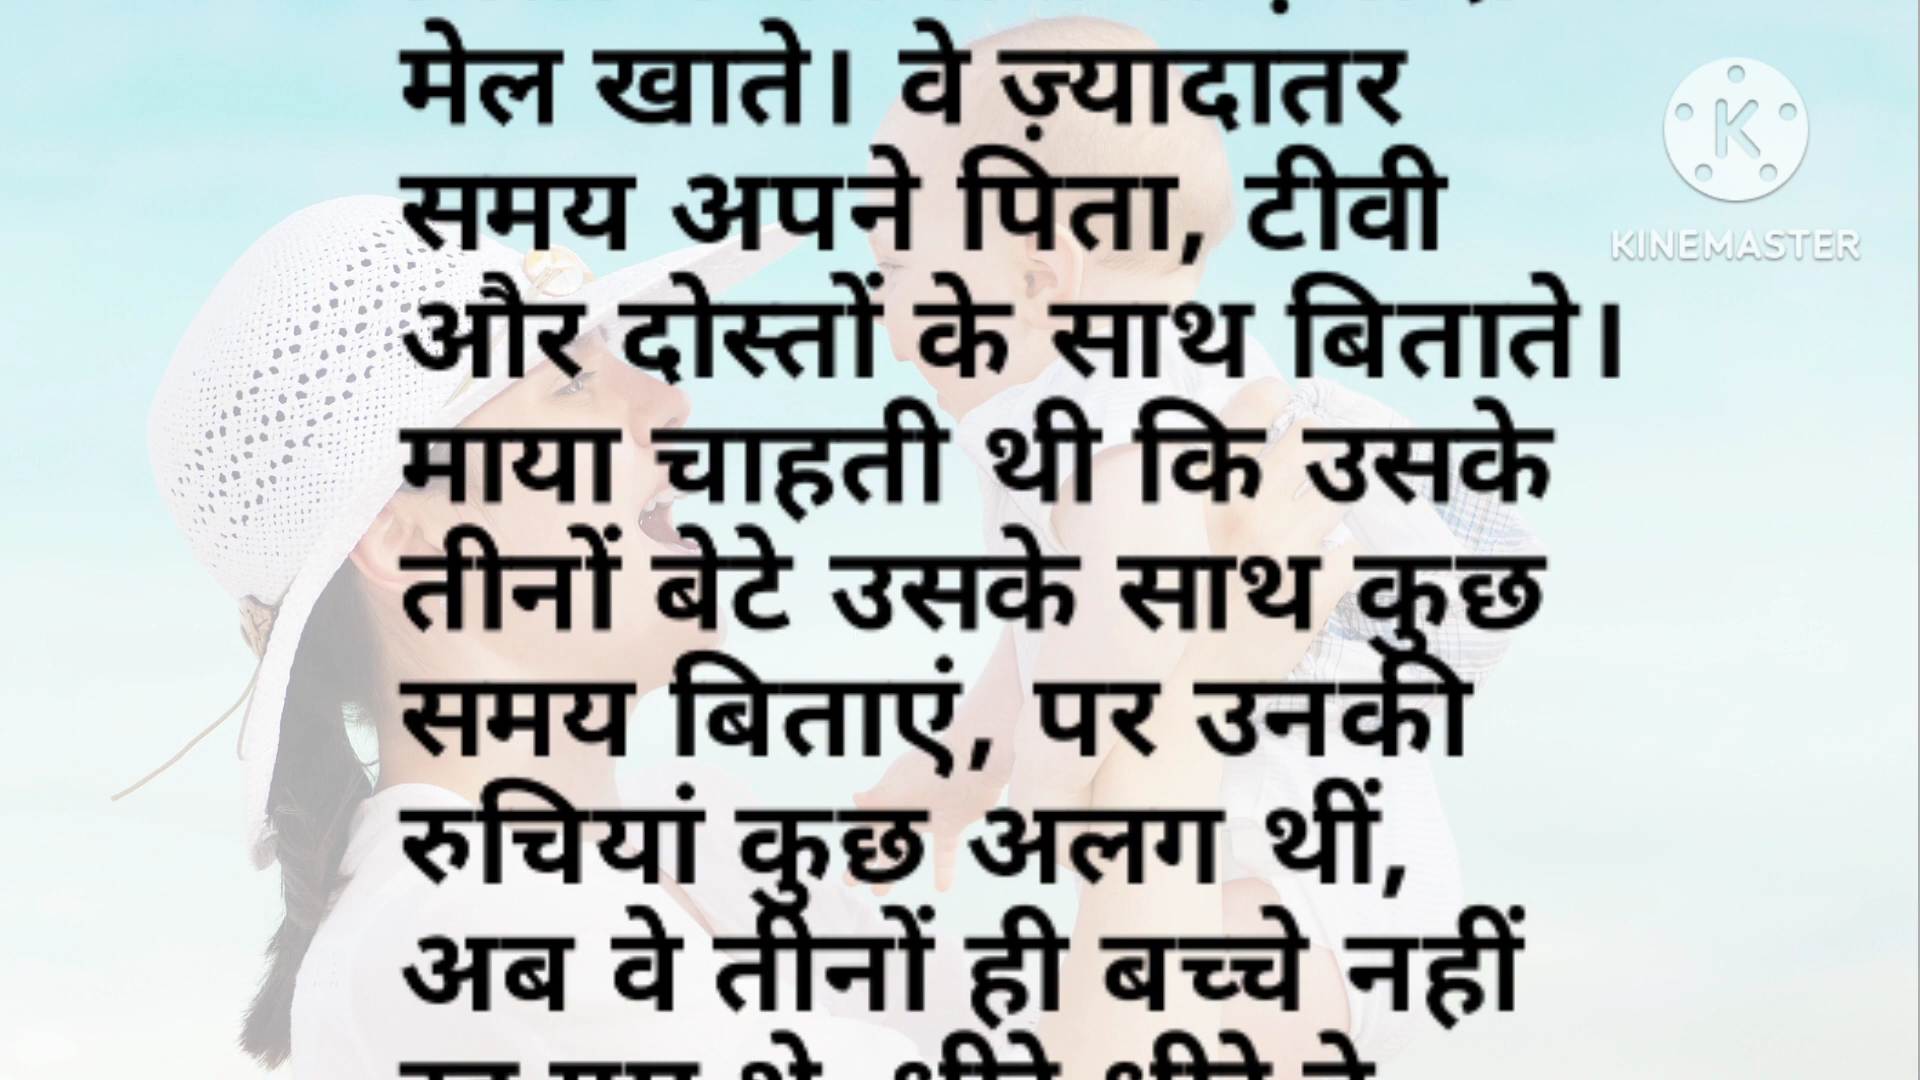 मेल खाते। वे ज़्यादातर
समय अपने पिता, टीवी
और दोस्तों के साथ बिताते।
माया चाहती थी कि उसके
तीनों बेटे उसके साथ कुछ
समय बिताएं, पर उनकी
रुचियां कुछ अलग थीं,
अब वे तीनों ही बच्चे नहीं
K
KINEMASTER